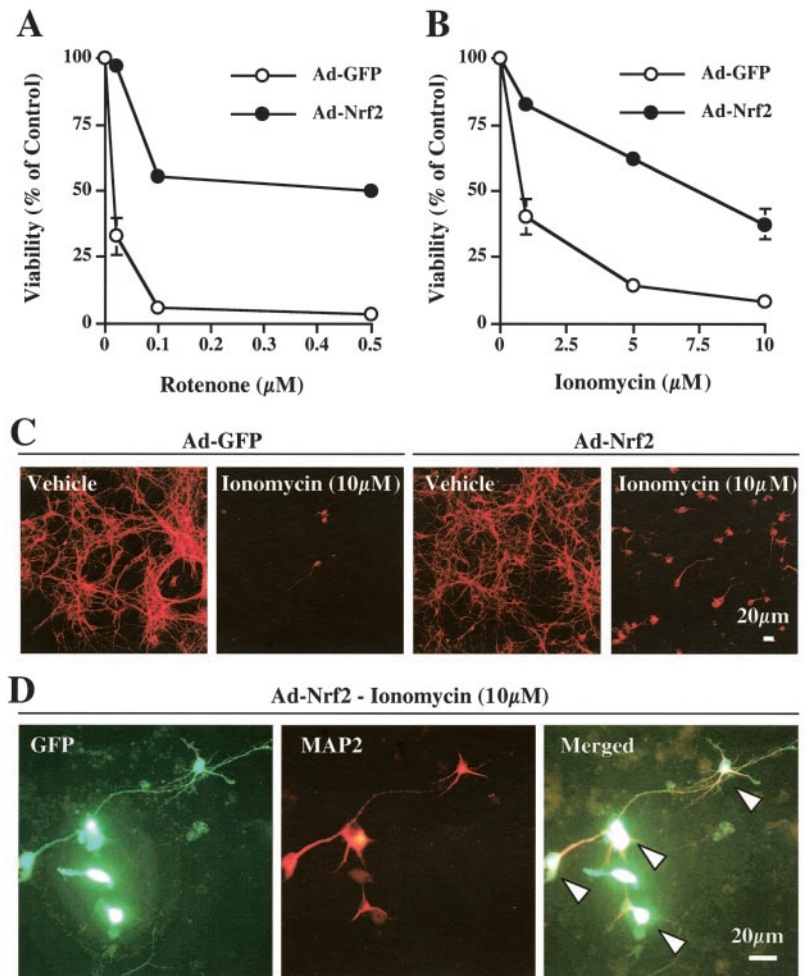 A
Viability (% of Control)
100
75
50
25
0
Ad-GFP
Ad-Nrf2
0 0.1 0.2 0.3 0.4 0.5
Rotenone (µM)
B
Viability (% of Control)
100
75
50
25
0
Ad-GFP
Ad-Nrf2
0 2.5 5 7.5 10
Ionomycin (µM)
C
Ad-GFP
Ad-Nrf2
Vehicle
Ionomycin (10µM)
Vehicle
Ionomycin (10µM)
20µm
D
Ad-Nrf2 - Ionomycin (10µM)
GFP
MAP2
Merged
20µm